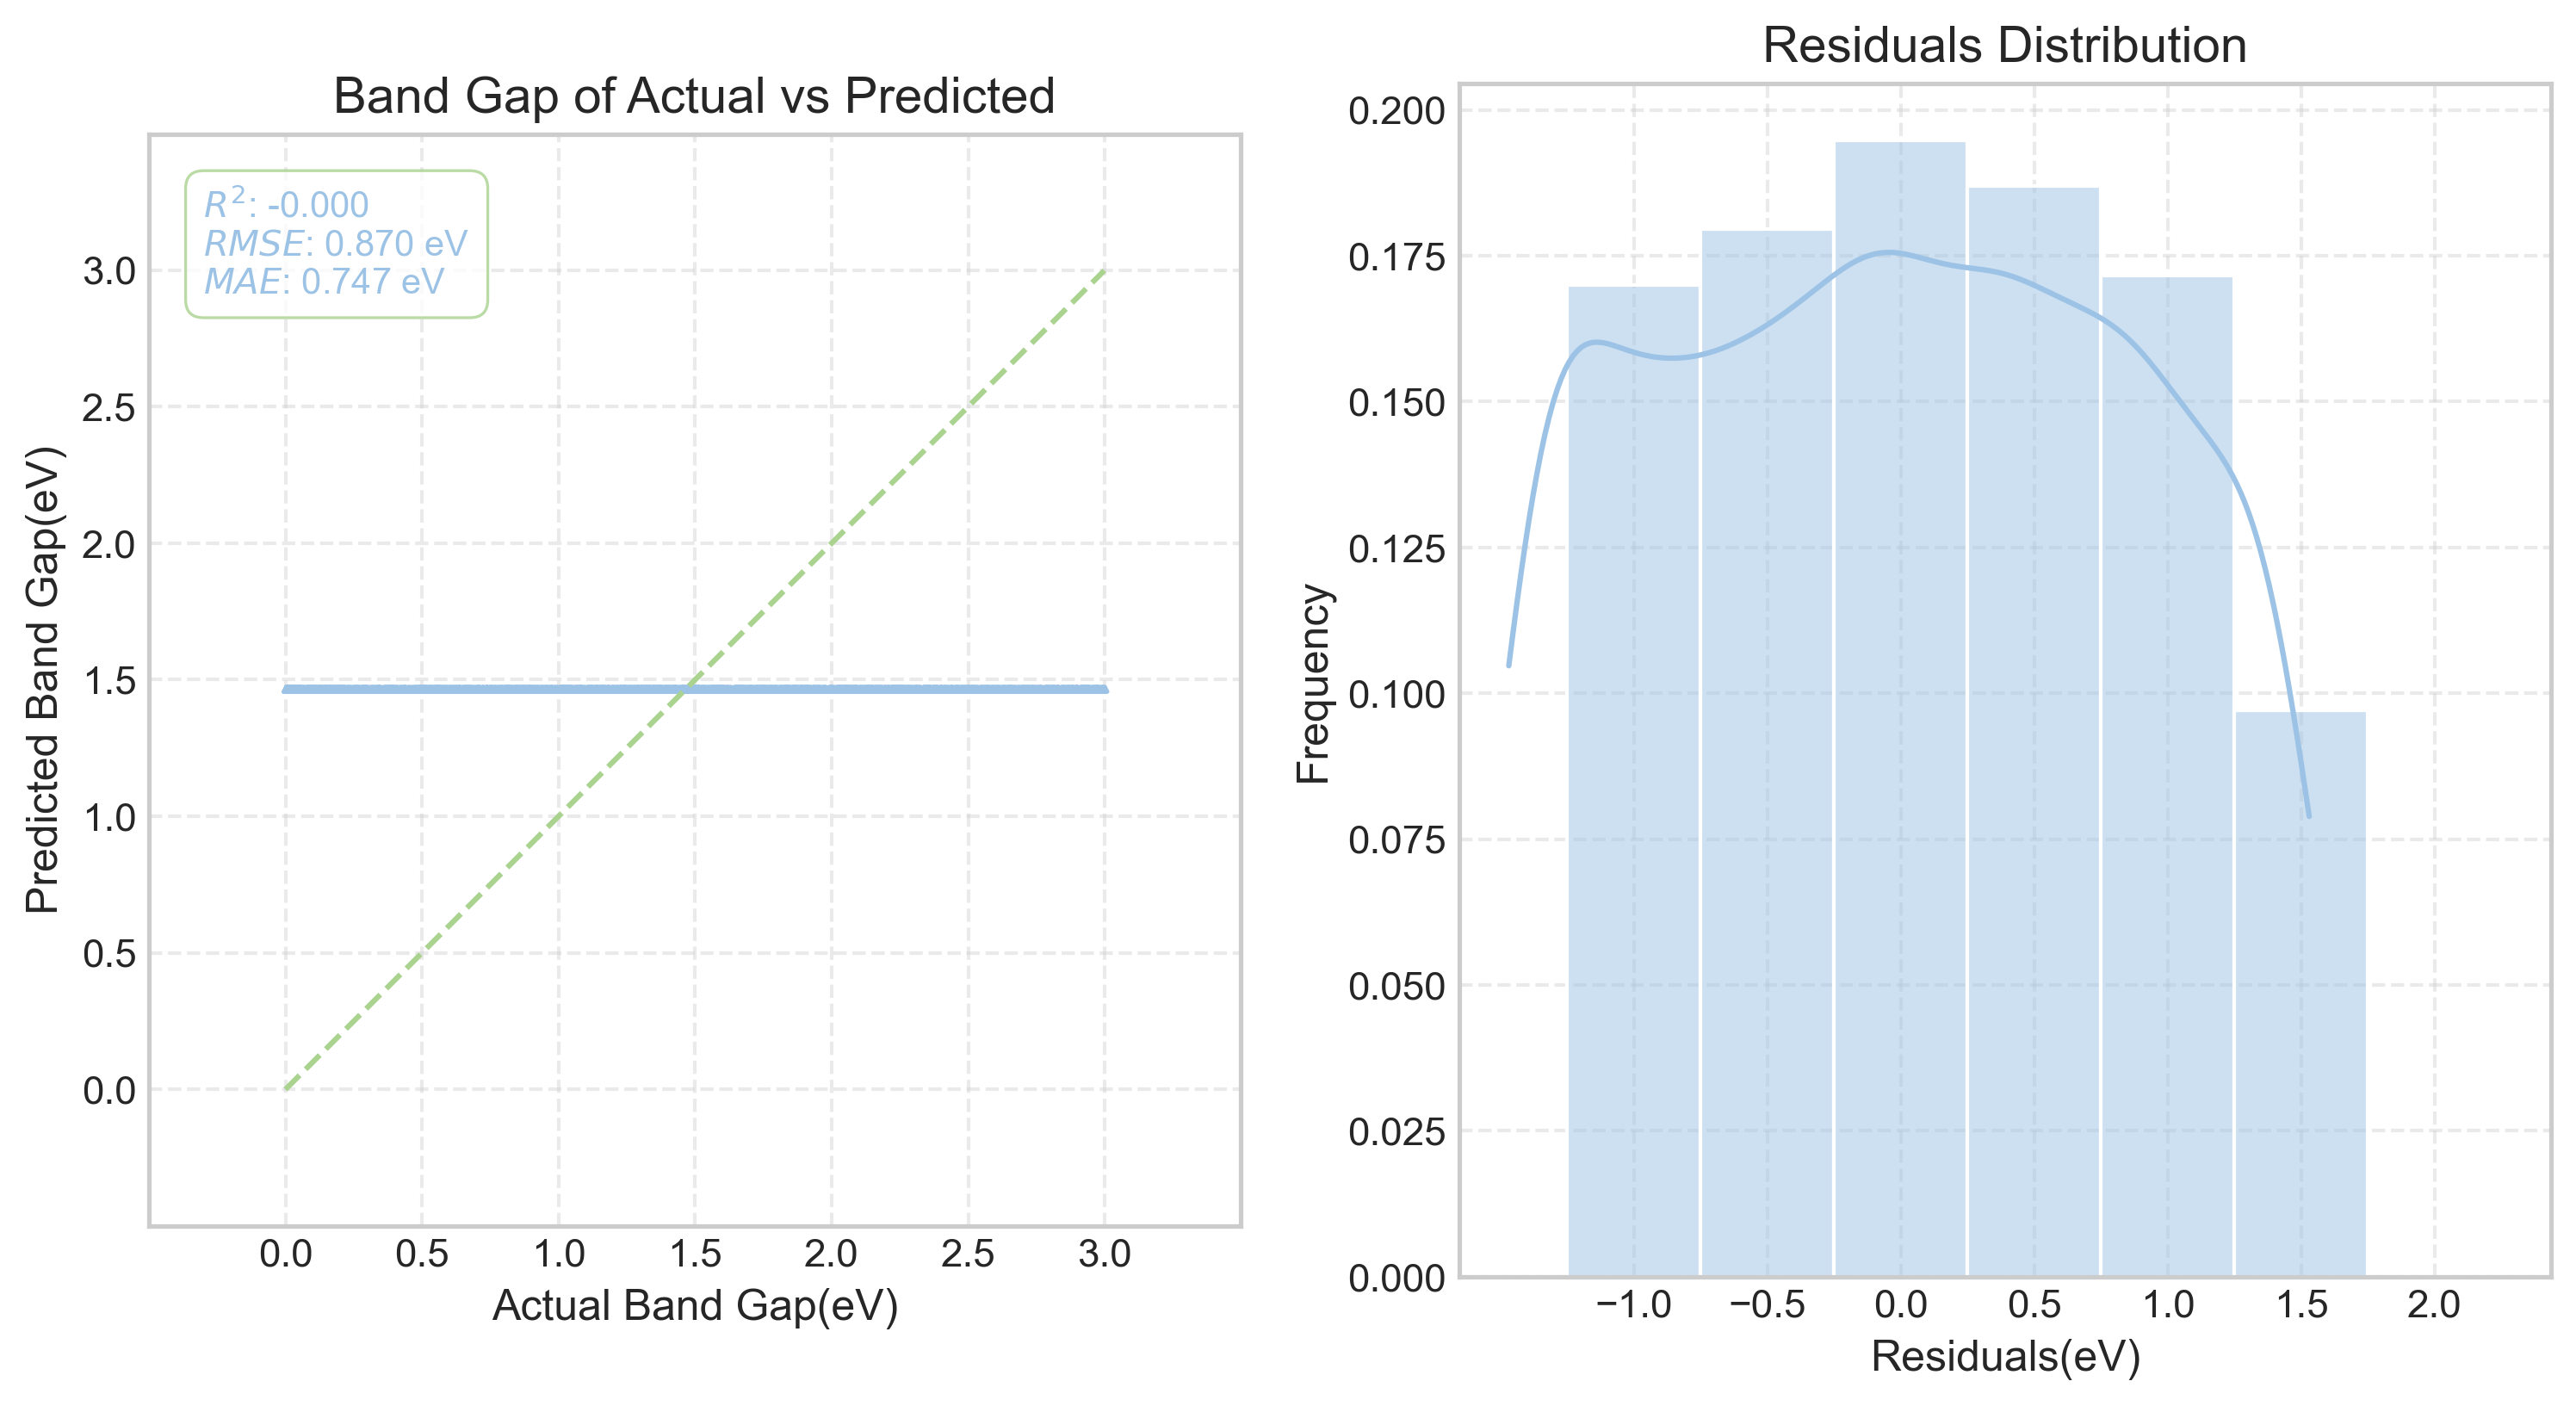 Band Gap of Actual vs Predicted
R²: -0.000
RMSE: 0.870 eV
MAE: 0.747 eV
3.0
2.5
2.0
1.5
1.0
0.5
0.0
Predicted Band Gap(eV)
0.0 0.5 1.0 1.5 2.0 2.5 3.0
Actual Band Gap(eV)
Residuals Distribution
0.200
0.175
0.150
0.125
0.100
0.075
0.050
0.025
0.000
Frequency
−1.0 −0.5 0.0 0.5 1.0 1.5 2.0
Residuals(eV)